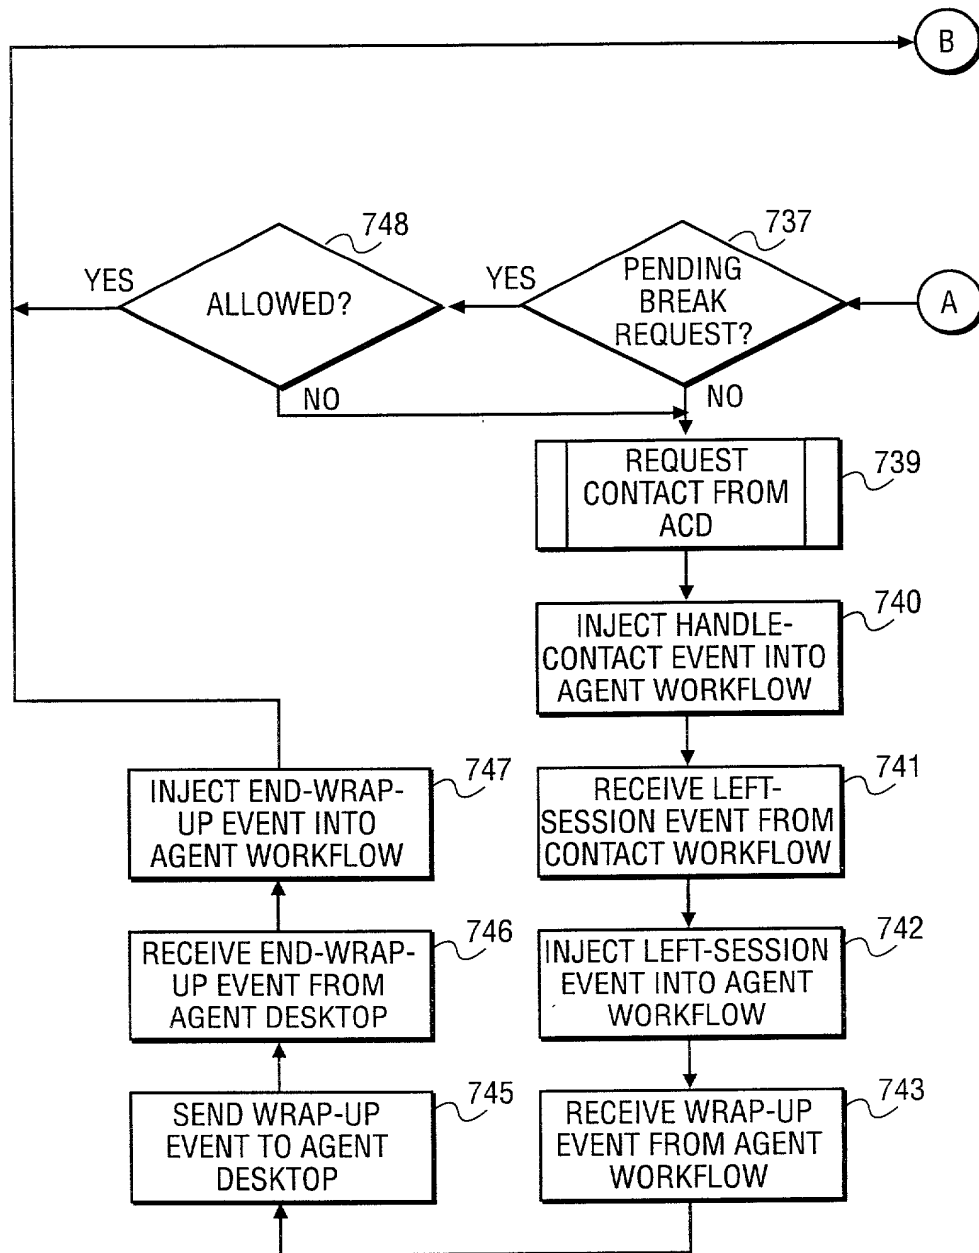 B
748
737
YES
ALLOWED?
YES
PENDING
BREAK
REQUEST?
A
NO
NO
REQUEST
CONTACT FROM
ACD
739
INJECT HANDLE-
CONTACT EVENT INTO
AGENT WORKFLOW
740
RECEIVE LEFT-
SESSION EVENT FROM
CONTACT WORKFLOW
741
INJECT LEFT-SESSION
EVENT INTO AGENT
WORKFLOW
742
RECEIVE WRAP-UP
EVENT FROM AGENT
WORKFLOW
743
SEND WRAP-UP
EVENT TO AGENT
DESKTOP
745
RECEIVE END-WRAP-
UP EVENT FROM
AGENT DESKTOP
746
INJECT END-WRAP-
UP EVENT INTO
AGENT WORKFLOW
747